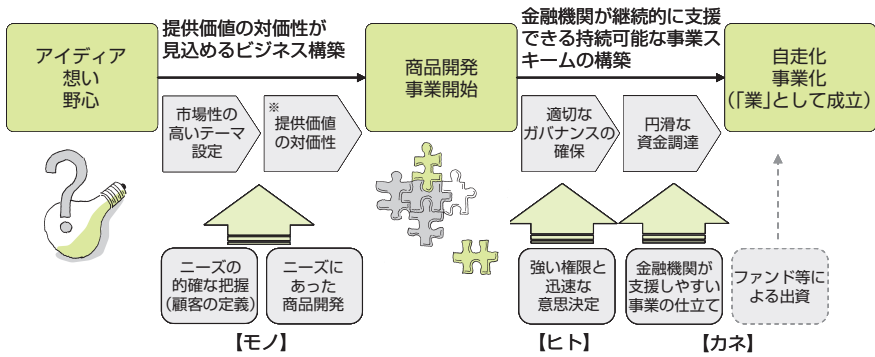 アイディア
想い
野心
提供価値の対価性が
見込めるビジネス構築
商品開発
事業開始
金融機関が継続的に支援
できる持続可能な事業ス
キームの構築
自走化
事業化
(「業」として成立)
市場性の
高いテーマ
設定
※
提供価値
の対価性
適切な
ガバナンスの
確保
円滑な
資金調達
?
ニーズの
的確な把握
(顧客の定義)
ニーズに
あった
商品開発
強い権限と
迅速な
意思決定
金融機関が
支援しやすい
事業の仕立て
ファンド等
による出資
【モノ】
【ヒト】
【カネ】